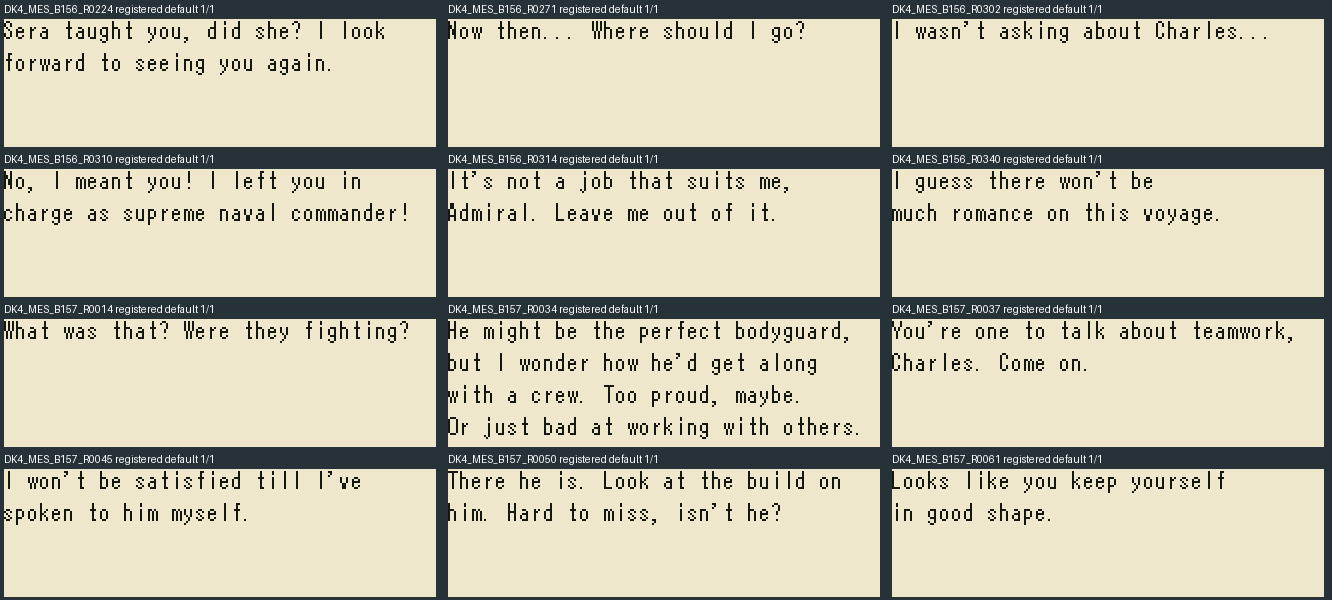 DK4_MES_B156_R0224 registered default 1/1
Sera taught you, did she? I look
forward to seeing you again.
DK4_MES_B156_R0271 registered default 1/1
Now then... Where should I go?
DK4_MES_B156_R0302 registered default 1/1
I wasn't asking about Charles...
DK4_MES_B156_R0310 registered default 1/1
No, I meant you! I left you in
charge as supreme naval commander!
DK4_MES_B156_R0314 registered default 1/1
It's not a job that suits me,
Admiral. Leave me out of it.
DK4_MES_B156_R0340 registered default 1/1
I guess there won't be
much romance on this voyage.
DK4_MES_B157_R0014 registered default 1/1
What was that? Were they fighting?
DK4_MES_B157_R0034 registered default 1/1
He might be the perfect bodyguard,
but I wonder how he'd get along
with a crew. Too proud, maybe.
Or just bad at working with others.
DK4_MES_B157_R0037 registered default 1/1
You're one to talk about teamwork,
Charles. Come on.
DK4_MES_B157_R0045 registered default 1/1
I won't be satisfied till I've
spoken to him myself.
DK4_MES_B157_R0050 registered default 1/1
There he is. Look at the build on
him. Hard to miss, isn't he?
DK4_MES_B157_R0061 registered default 1/1
Looks like you keep yourself
in good shape.